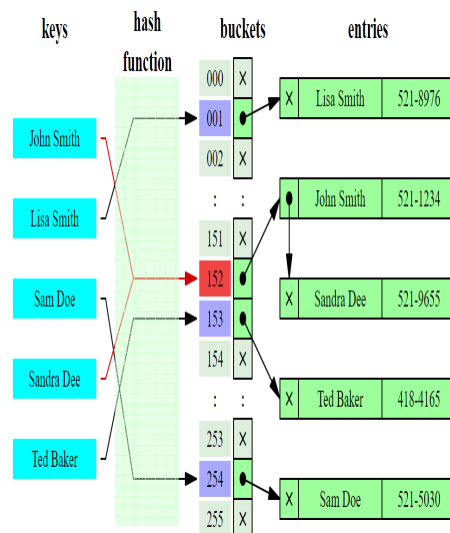 keys
hash
function
buckets
entries
John Smith
Lisa Smith
Sam Doe
Sandra Dee
Ted Baker
000
001
002
:
151
152
153
154
:
253
254
255
Lisa Smith 521-8976
John Smith 521-1234
Sandra Dee 521-9655
Ted Baker 418-4165
Sam Doe 521-5030